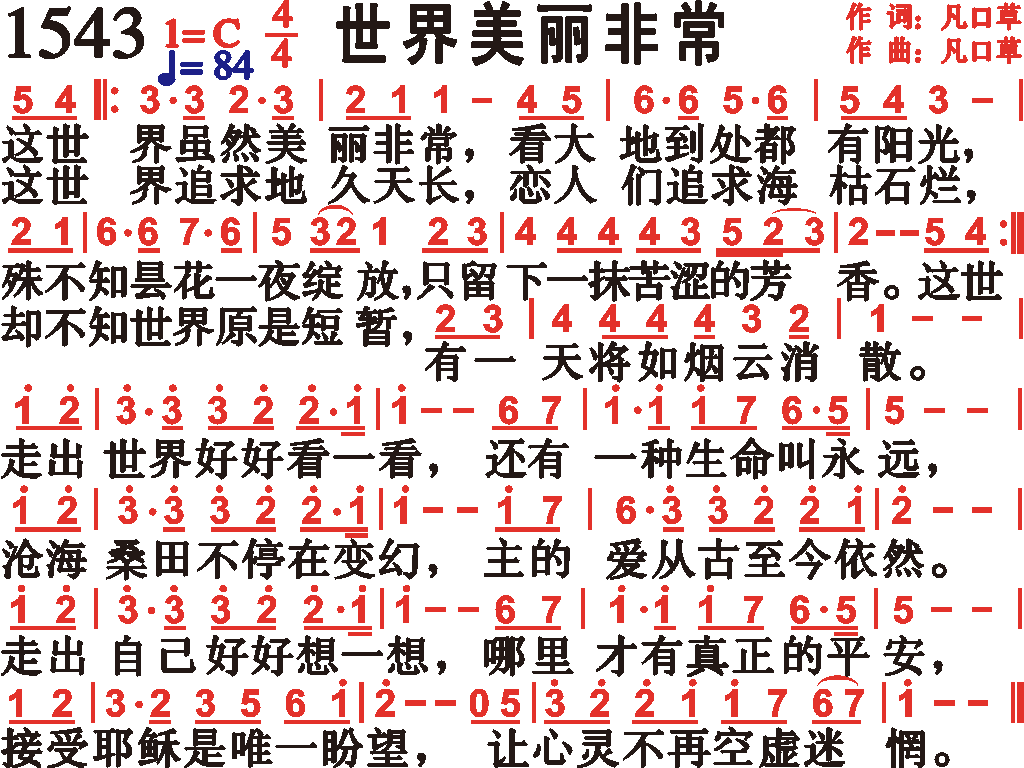 1543 1=C 4/4 世界美丽非常 作 词：凡口草
♩=84 作 曲：凡口草
5 4 ‖: 3·3 2·3 | 2 1 1 - 4 5 | 6·6 5·6 | 5 4 3 - |
这世 界虽然美 丽非常，看大 地到处都 有阳光，
这世 界追求地 久天长，恋人 们追求海 枯石烂，
2 1 | 6·6 7·6 | 5 32 1 2 3 | 4 4 4 4 3 5 2 3 | 2 - - 5 4 :‖
殊不知昙花一夜绽 放，只留下一抹苦涩的芳 香。这世
却不知世界原是短 暂，
2 3 | 4 4 4 4 3 2 | 1 - - |
有一 天将如烟云消 散。
1̇ 2̇ | 3̇·3̇ 3̇ 2̇ 2̇·1̇ | 1̇ - - 6 7 | 1̇·1̇ 1̇ 7 6·5 | 5 - - |
走出 世界好好看一看， 还有 一种生命叫永 远，
1̇ 2̇ | 3̇·3̇ 3̇ 2̇ 2̇·1̇ | 1̇ - - 1̇ 7 | 6·3̇ 3̇ 2̇ 2̇ 1̇ | 2̇ - - |
沧海 桑田不停在变幻， 主的 爱从古至今依然。
1̇ 2̇ | 3̇·3̇ 3̇ 2̇ 2̇·1̇ | 1̇ - - 6 7 | 1̇·1̇ 1̇ 7 6·5 | 5 - - |
走出 自己好好想一想， 哪里 才有真正的平 安，
1 2 | 3·2 3 5 6 1̇ | 2̇ - - 0 5 | 3̇ 2̇ 2̇ 1̇ 1̇ 7 6 7 | 1̇ - - ‖
接受耶稣是唯一盼望， 让心灵不再空虚迷 惘。